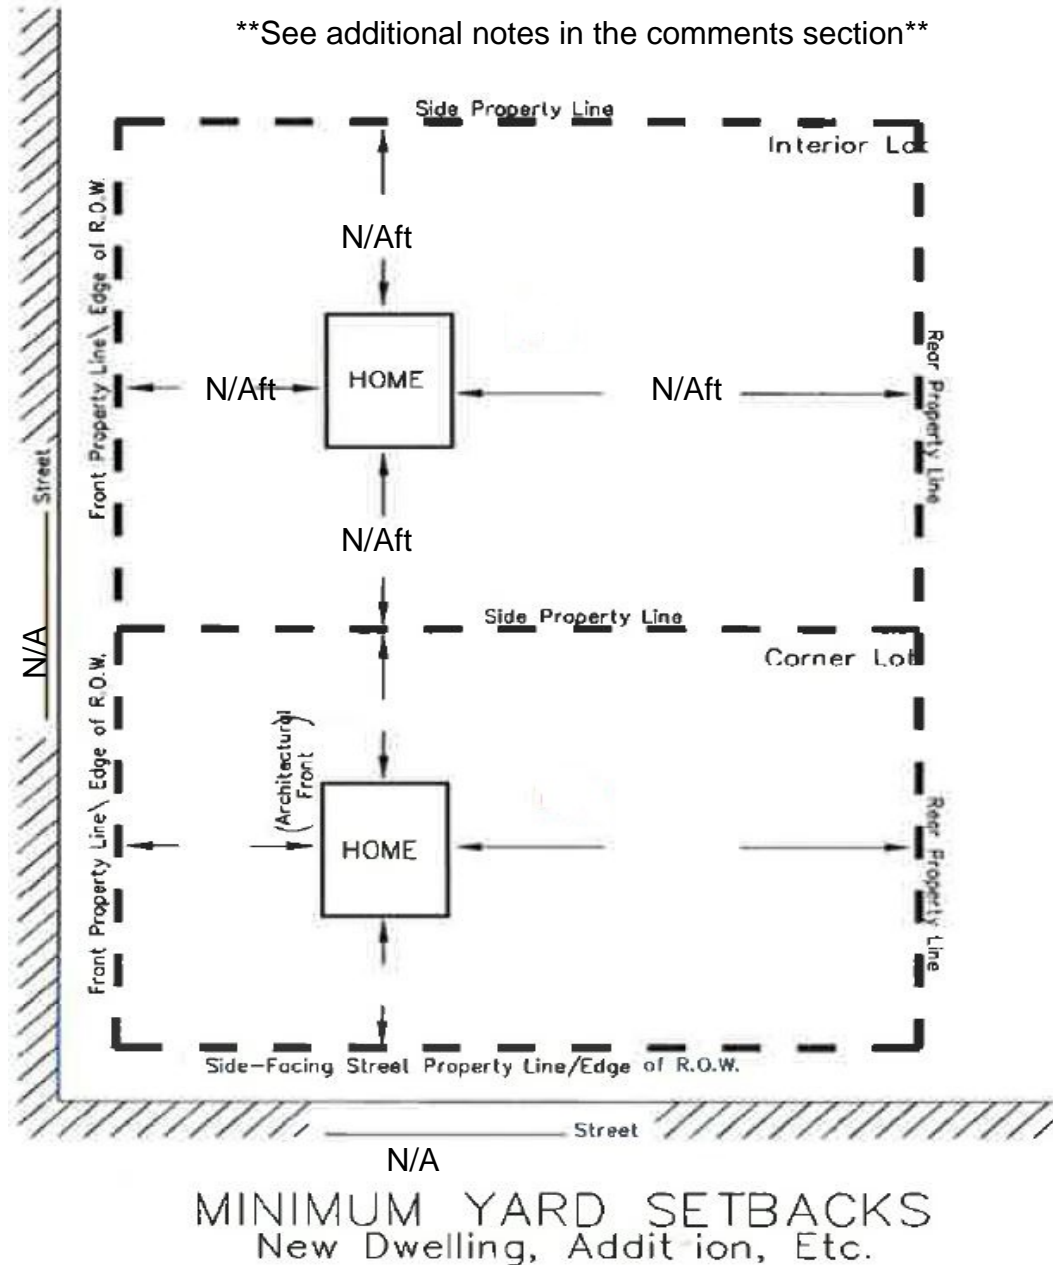 **See additional notes in the comments section**
Side Property Line
Interior Lot
Front Property Line\ Edge of R.O.W.
N/Aft
N/Aft
HOME
N/Aft
Rear Property Line
Street
N/A
N/Aft
Side Property Line
Corner Lot
Front Property Line\ Edge of R.O.W.
(Architectural
Front)
HOME
Rear Property Line
Side-Facing Street Property Line/Edge of R.O.W.
Street
N/A
MINIMUM YARD SETBACKS
New Dwelling, Addit-ion, Etc.